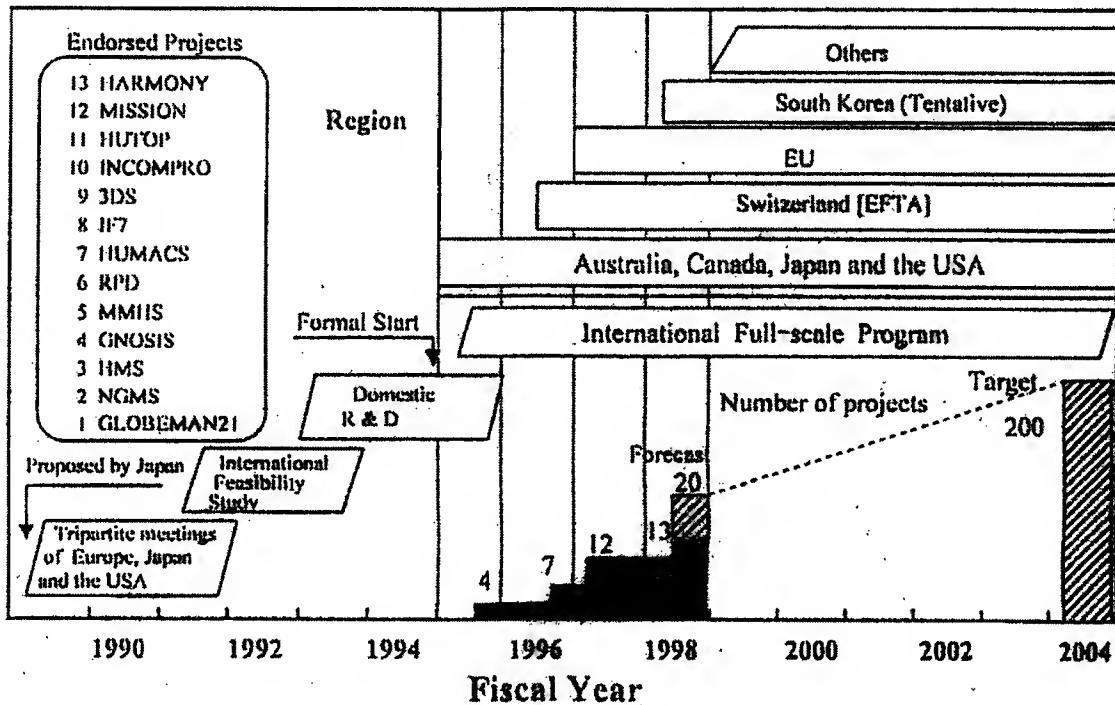 Endorsed Projects
13 HARMONY
12 MISSION
11 HUTOP
10 INCOMPRO
9 3DS
8 IF7
7 HUMACS
6 RPD
5 MMHS
4 GNOSIS
3 HMS
2 NGMS
1 GLOBEMAN21
Region
Others
South Korea (Tentative)
EU
Switzerland [EFTA]
Australia, Canada, Japan and the USA
Formal Start
International Full-scale Program
Domestic
R & D
Proposed by Japan
International
Feasibility
Study
Tripartite meetings
of Europe, Japan
and the USA
Number of projects
Target
200
Forecas
20
13
12
7
4
1990 1992 1994 1996 1998 2000 2002 2004
Fiscal Year